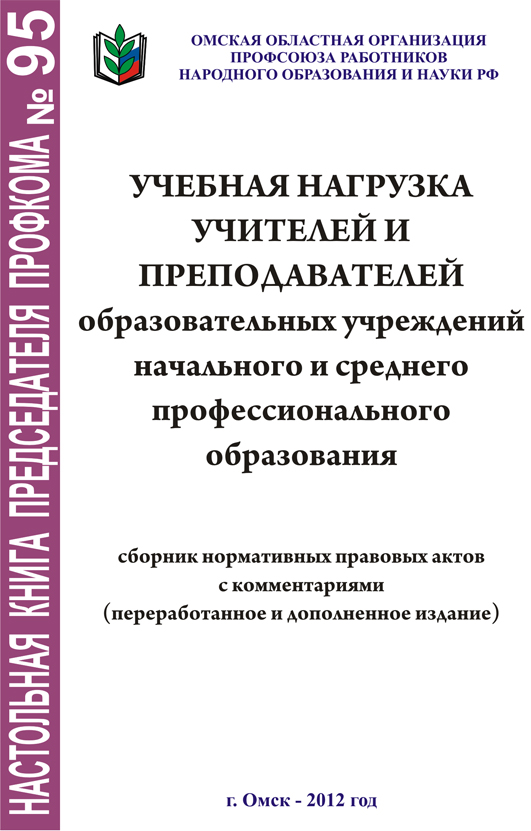 НАСТОЛЬНАЯ КНИГА ПРЕДСЕДАТЕЛЯ ПРОФКОМА № 95
ОМСКАЯ ОБЛАСТНАЯ ОРГАНИЗАЦИЯ
ПРОФСОЮЗА РАБОТНИКОВ
НАРОДНОГО ОБРАЗОВАНИЯ И НАУКИ РФ
УЧЕБНАЯ НАГРУЗКА
УЧИТЕЛЕЙ И
ПРЕПОДАВАТЕЛЕЙ
образовательных учреждений
начального и среднего
профессионального
образования
сборник нормативных правовых актов
с комментариями
(переработанное и дополненное издание)
г. Омск - 2012 год